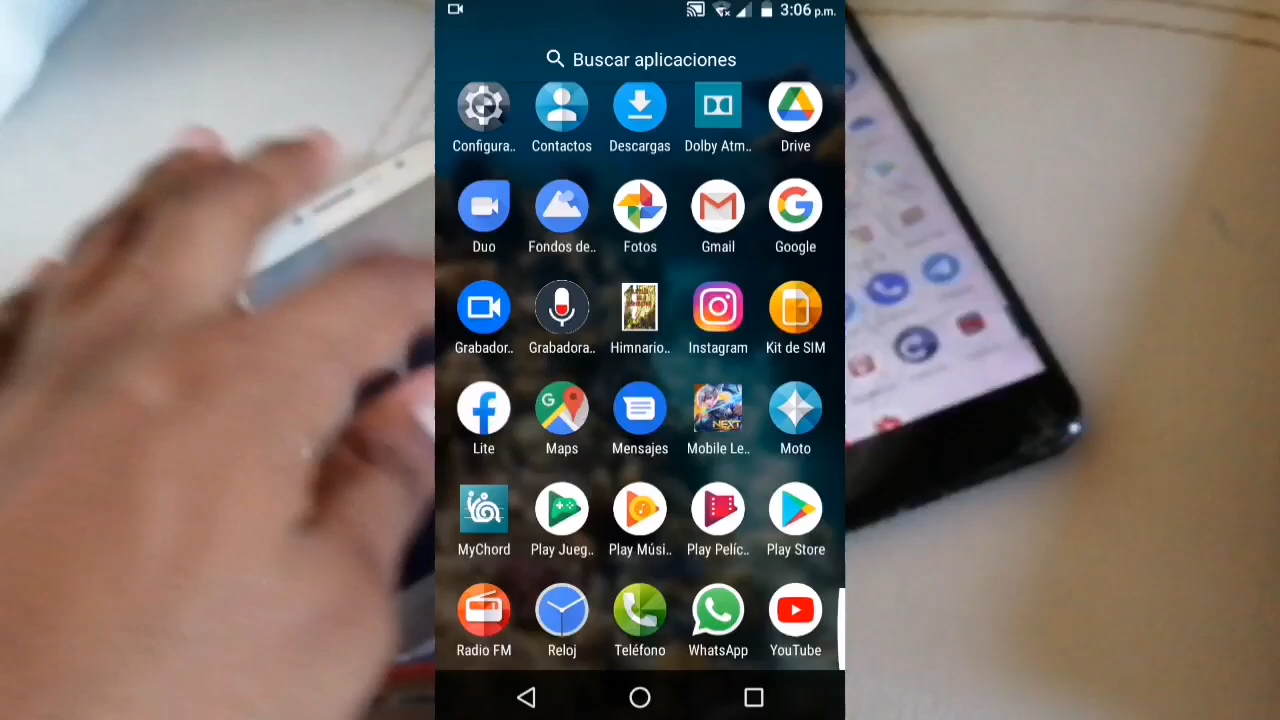 3:06 p.m.
Buscar aplicaciones
Configura..
Contactos
Descargas
Dolby Atm..
Drive
Duo
Fondos de..
Fotos
Gmail
Google
Grabador..
Grabadora..
Himnario..
Instagram
Kit de SIM
Lite
Maps
Mensajes
NEXT
Mobile Le..
Moto
MyChord
Play Jueg..
Play Músi..
Play Pelíc..
Play Store
Radio FM
Reloj
Teléfono
WhatsApp
YouTube